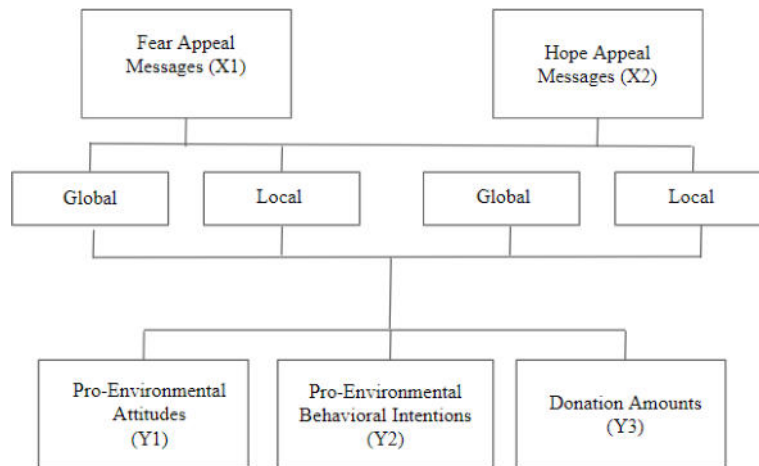 Fear Appeal
Messages (X1)
Hope Appeal
Messages (X2)
Global
Local
Global
Local
Pro-Environmental
Attitudes
(Y1)
Pro-Environmental
Behavioral Intentions
(Y2)
Donation Amounts
(Y3)